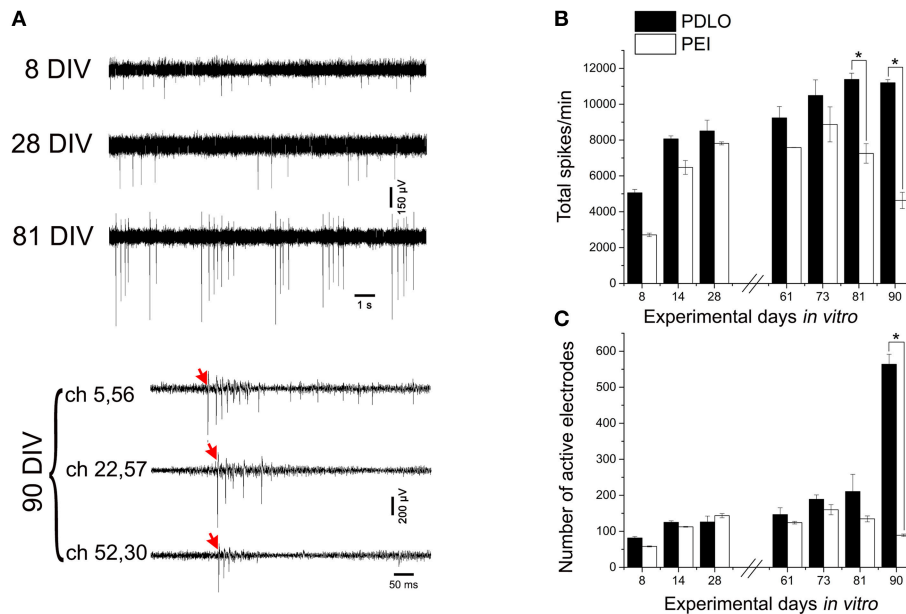 A
8 DIV
28 DIV
150 µV
81 DIV
1 s
90 DIV
ch 5,56
ch 22,57
200 µV
ch 52,30
50 ms
B
PDLO
PEI
Total spikes/min
12000
10000
8000
6000
4000
2000
0
* *
8 14 28 61 73 81 90
Experimental days in vitro
C
Number of active electrodes
600
500
400
300
200
100
0
*
8 14 28 61 73 81 90
Experimental days in vitro